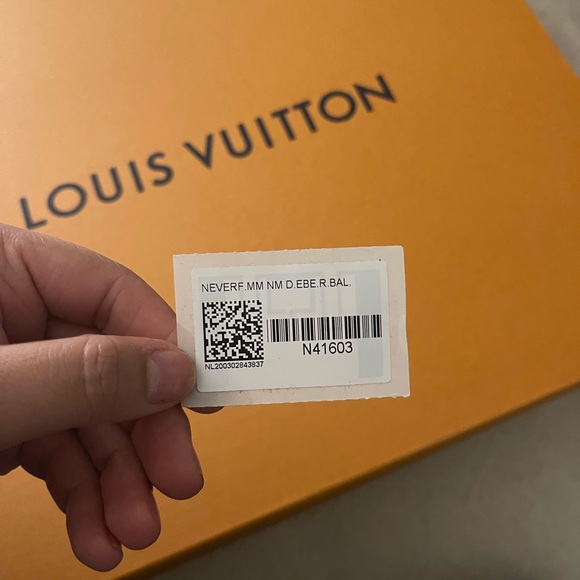 LOUIS VUITTON
NEVERF.MM NM D.EBE.R.BAL.
N41603
NL200302843837